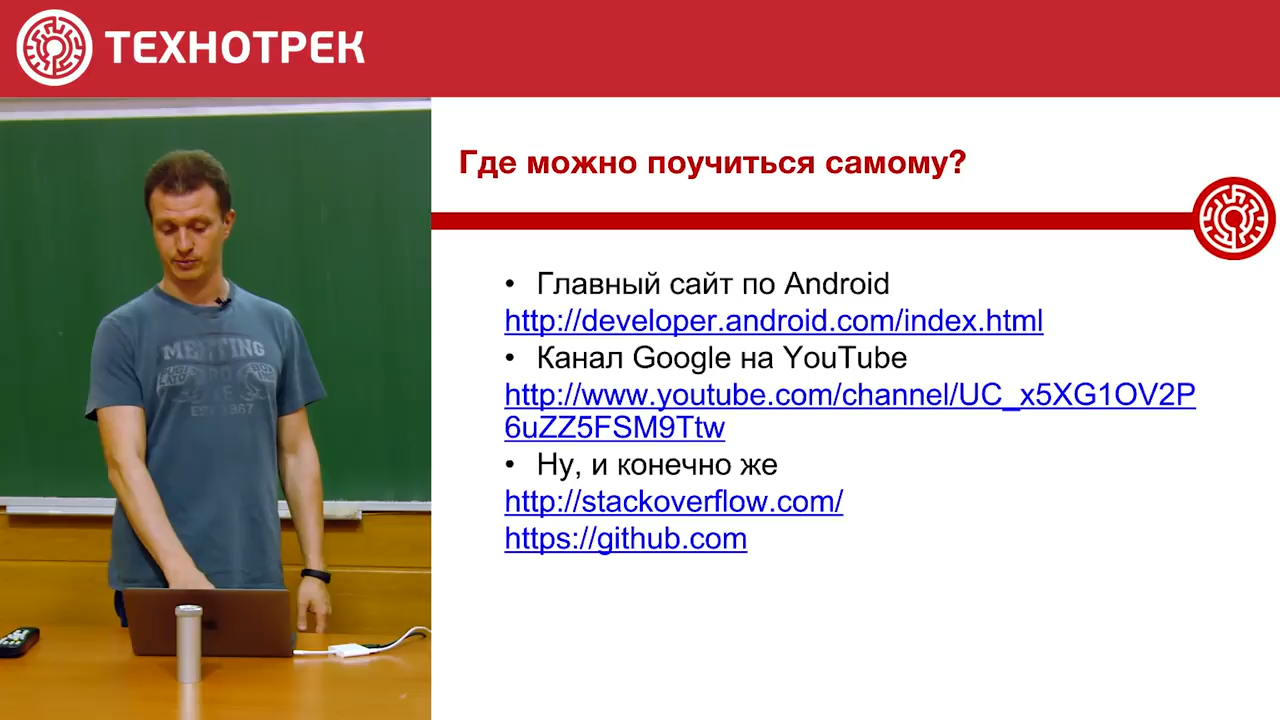 ТЕХНОТРЕК
Где можно поучиться самому?
• Главный сайт по Android
http://developer.android.com/index.html
• Канал Google на YouTube
http://www.youtube.com/channel/UC_x5XG1OV2P
6uZZ5FSM9Ttw
• Ну, и конечно же
http://stackoverflow.com/
https://github.com